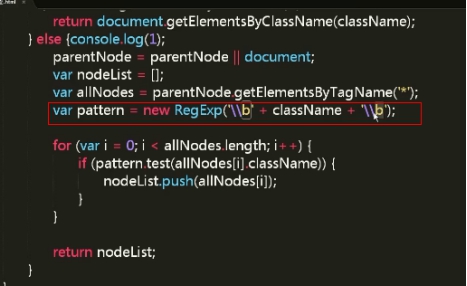 .html
return document.getElementsByClassName(className);
} else {console.log(1);
parentNode = parentNode || document;
var nodeList = [];
var allNodes = parentNode.getElementsByTagName('*');
var pattern = new RegExp('\\b' + className + '\\b');
for (var i = 0; i < allNodes.length; i++) {
if (pattern.test(allNodes[i].className)) {
nodeList.push(allNodes[i]);
}
}
return nodeList;
}